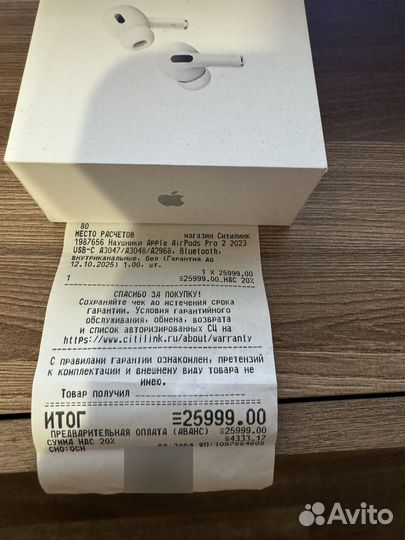 80
МЕСТО РАСЧЕТОВ магазин Ситилинк
1987656 Наушники Apple AirPods Pro 2 2023
USB-C A3047/A3048/A2968, Bluetooth,
внутриканальные, бел (Гарантия до
12.10.2025) 1,00, шт.
1 X 25999.00
1 ≡25999.00 НДС 20%
СПАСИБО ЗА ПОКУПКУ!
Сохраняйте чек до истечения срока
гарантии. Условия гарантийного
обслуживания, обмена, возврата
и список авторизованных СЦ на
https://www.citilink.ru/about/warranty
С правилами гарантии ознакомлен, претензий
к комплектации и внешнему виду товара не
имею.
Товар получил
ИТОГ ≡25999.00
ПРЕДВАРИТЕЛЬНАЯ ОПЛАТА (АВАНС) ≡25999.00
СУММА НДС 20% ≡4333.17
СНО:ОСН
Avito